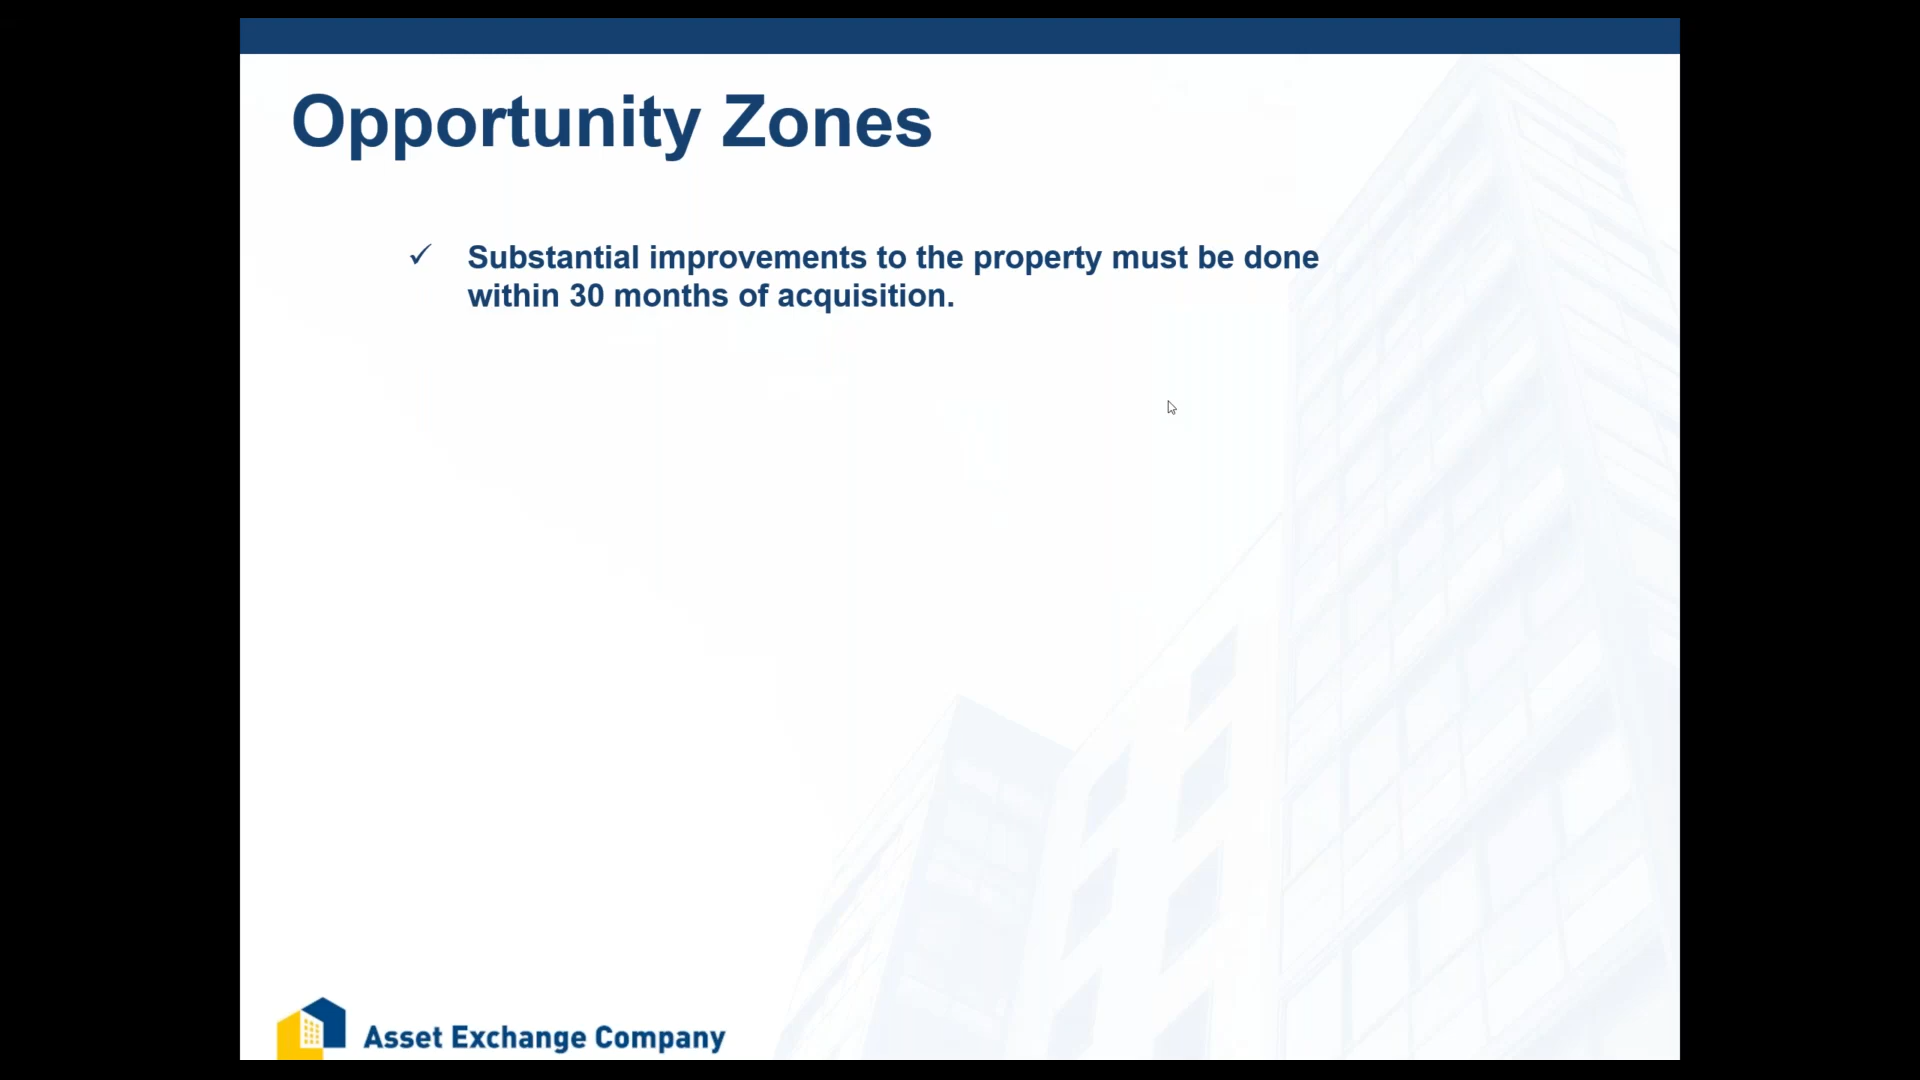 Opportunity Zones
✓ Substantial improvements to the property must be done
within 30 months of acquisition.
Asset Exchange Company